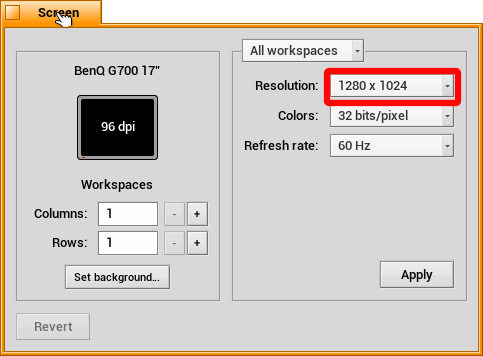 Screen
BenQ G700 17"
96 dpi
Workspaces
Columns: 1 - +
Rows: 1 - +
Set background...
All workspaces
Resolution: 1280 x 1024
Colors: 32 bits/pixel
Refresh rate: 60 Hz
Apply
Revert